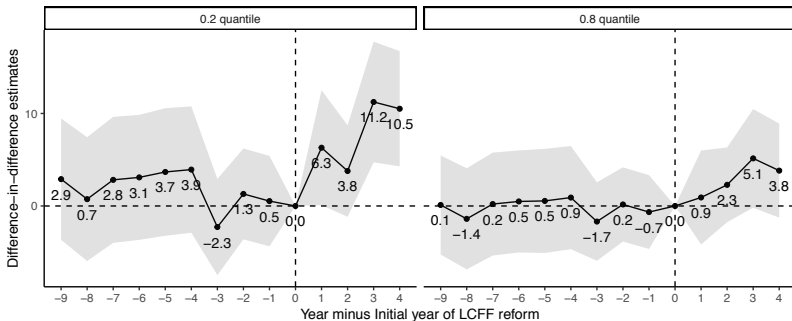 0.2 quantile
0.8 quantile
Difference−in−difference estimates
10
0
2.9 0.7 2.8 3.1 3.7 3.9 −2.3 1.3 0.5 0.0 6.3 3.8 11.2 10.5
0.1 −1.4 0.2 0.5 0.5 0.9 −1.7 0.2 −0.7 0.0 0.9 2.3 5.1 3.8
−9 −8 −7 −6 −5 −4 −3 −2 −1 0 1 2 3 4
−9 −8 −7 −6 −5 −4 −3 −2 −1 0 1 2 3 4
Year minus Initial year of LCFF reform